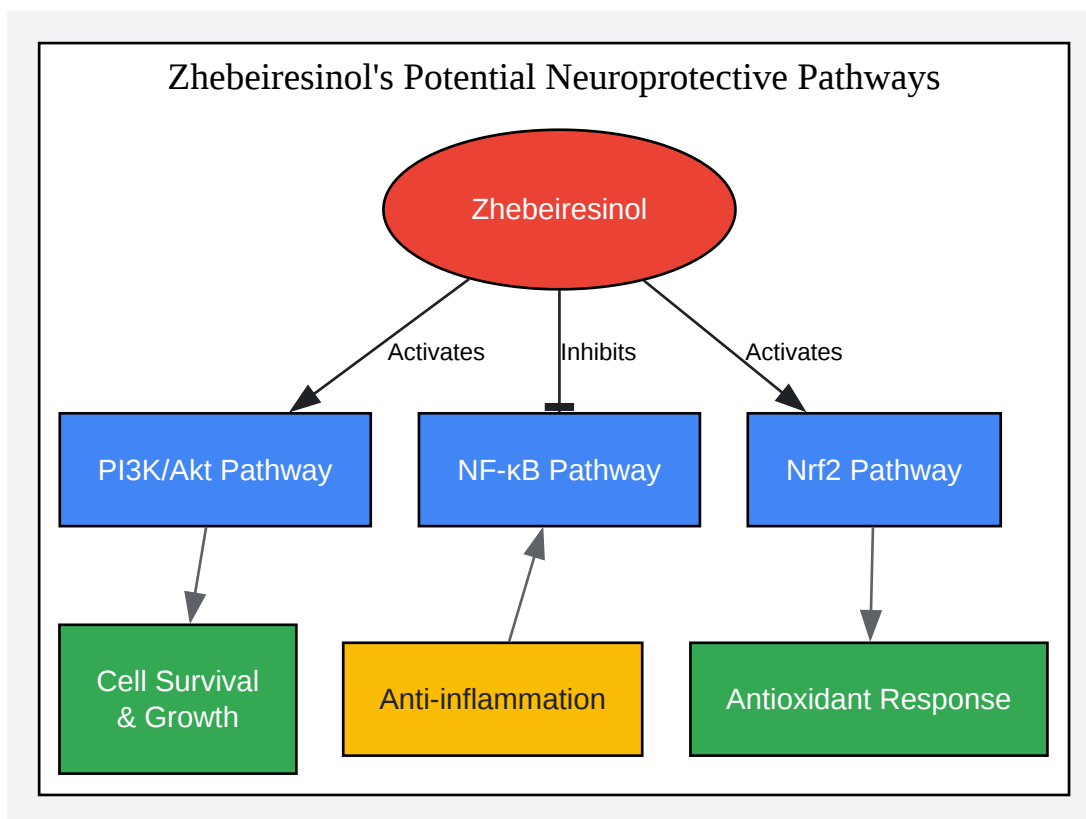 Zhebeiresinol's Potential Neuroprotective Pathways
Zhebeiresinol
Activates
Inhibits
Activates
PI3K/Akt Pathway
NF-κB Pathway
Nrf2 Pathway
Cell Survival
& Growth
Anti-inflammation
Antioxidant Response